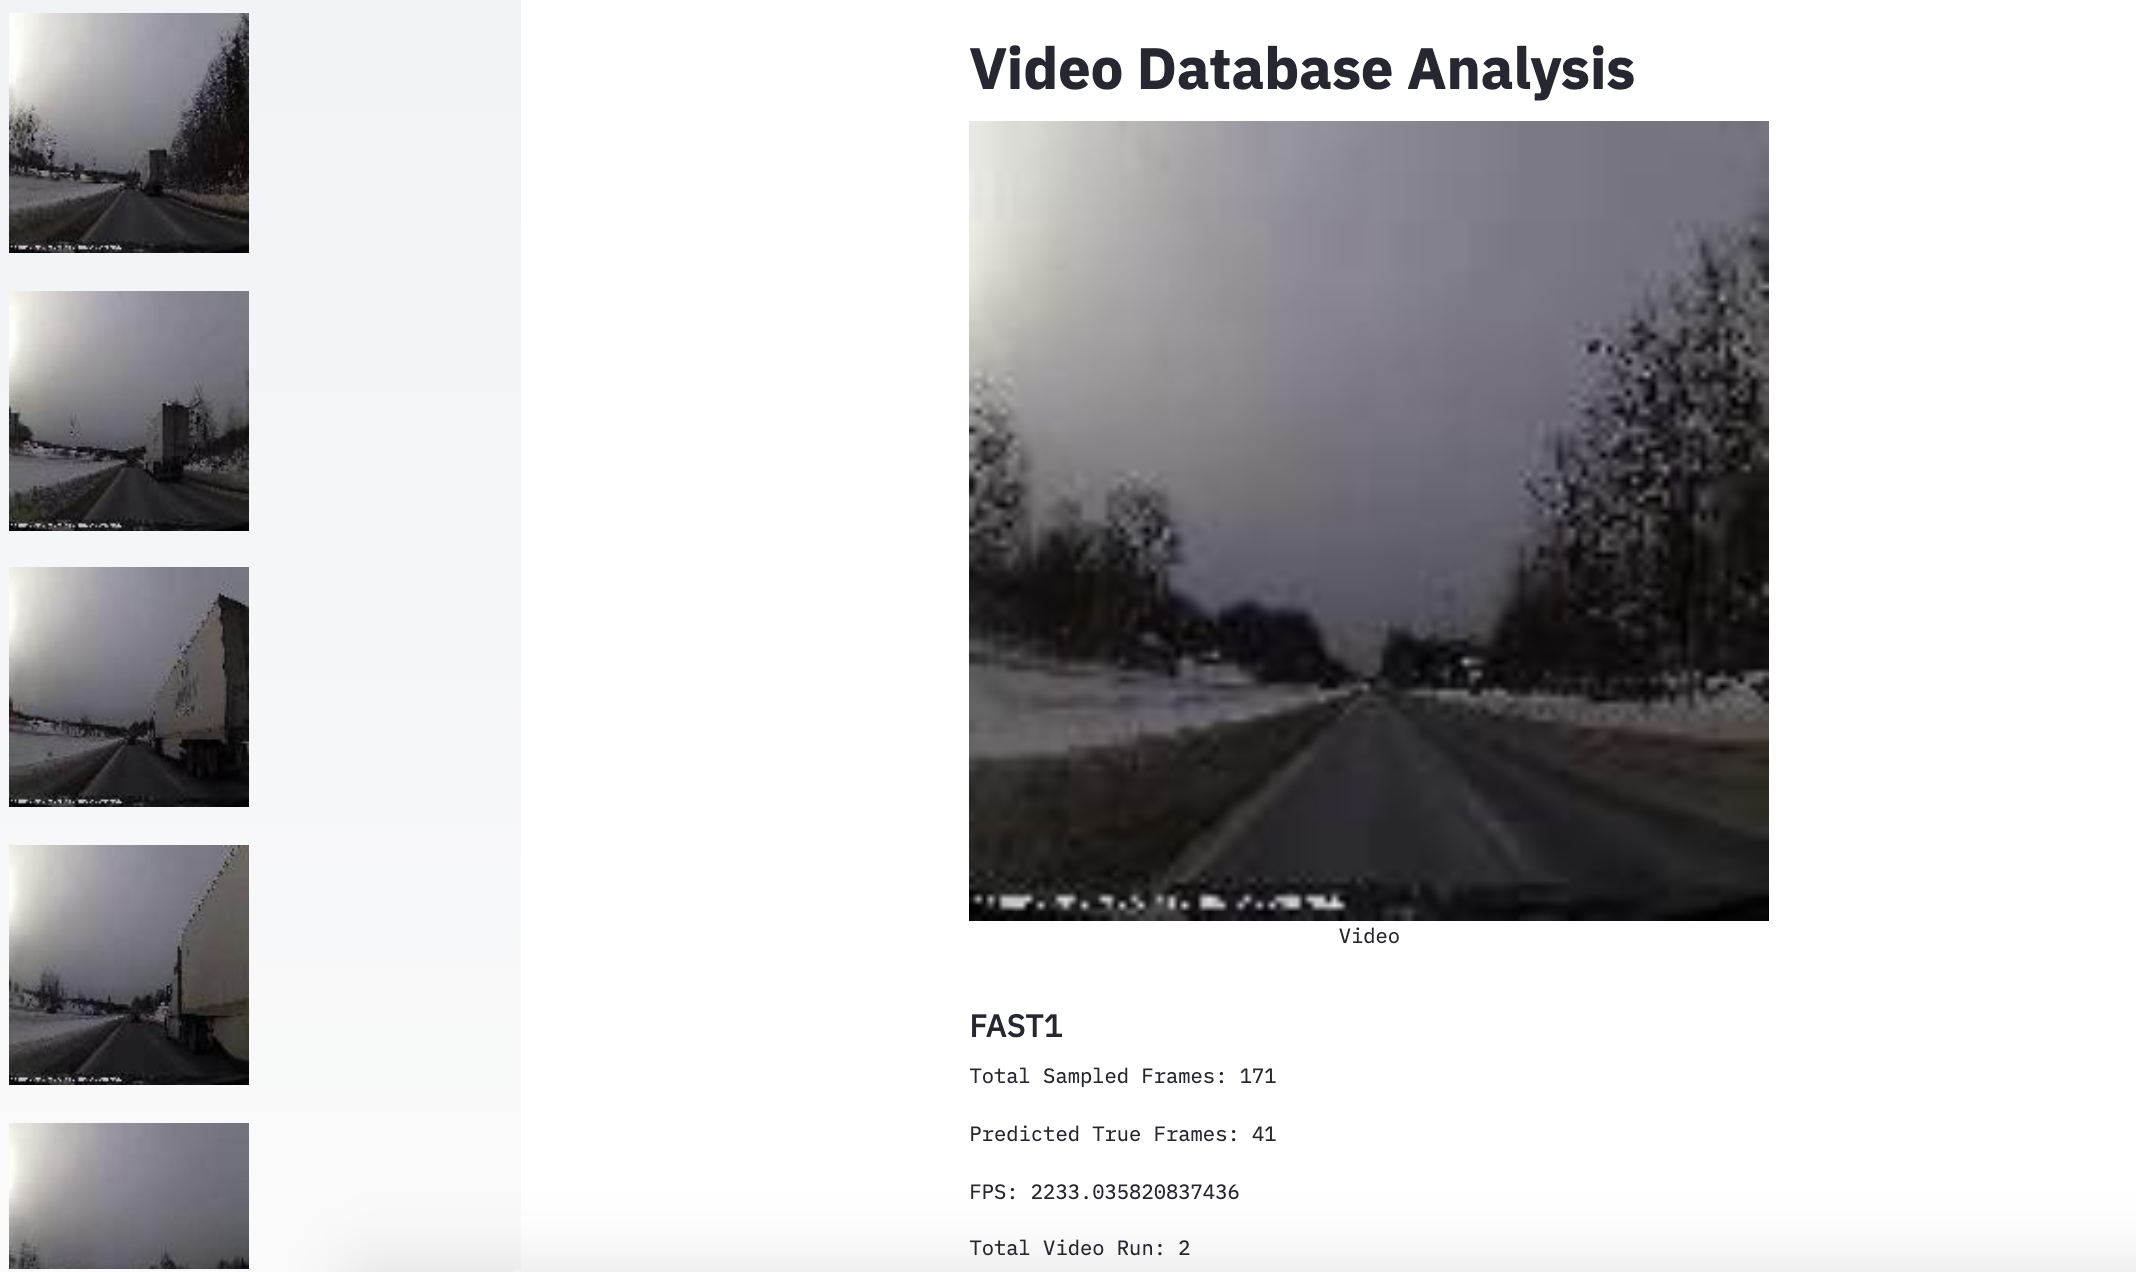 Video Database Analysis
Video
FAST1
Total Sampled Frames: 171
Predicted True Frames: 41
FPS: 2233.035820837436
Total Video Run: 2